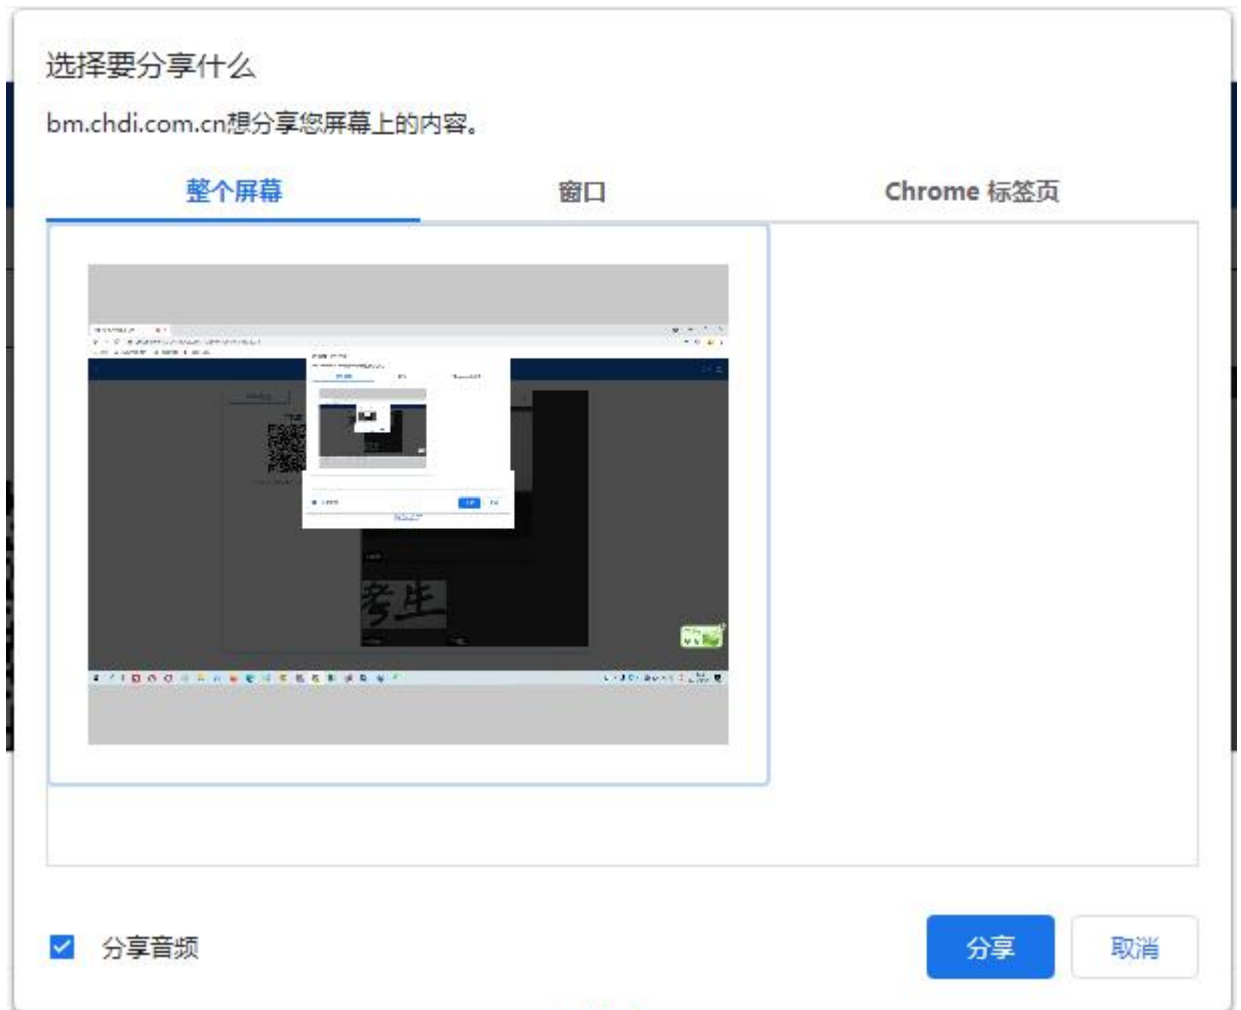 选择要分享什么
bm.chdi.com.cn想分享您屏幕上的内容。
整个屏幕
窗口
Chrome 标签页
考生
分享音频
分享
取消